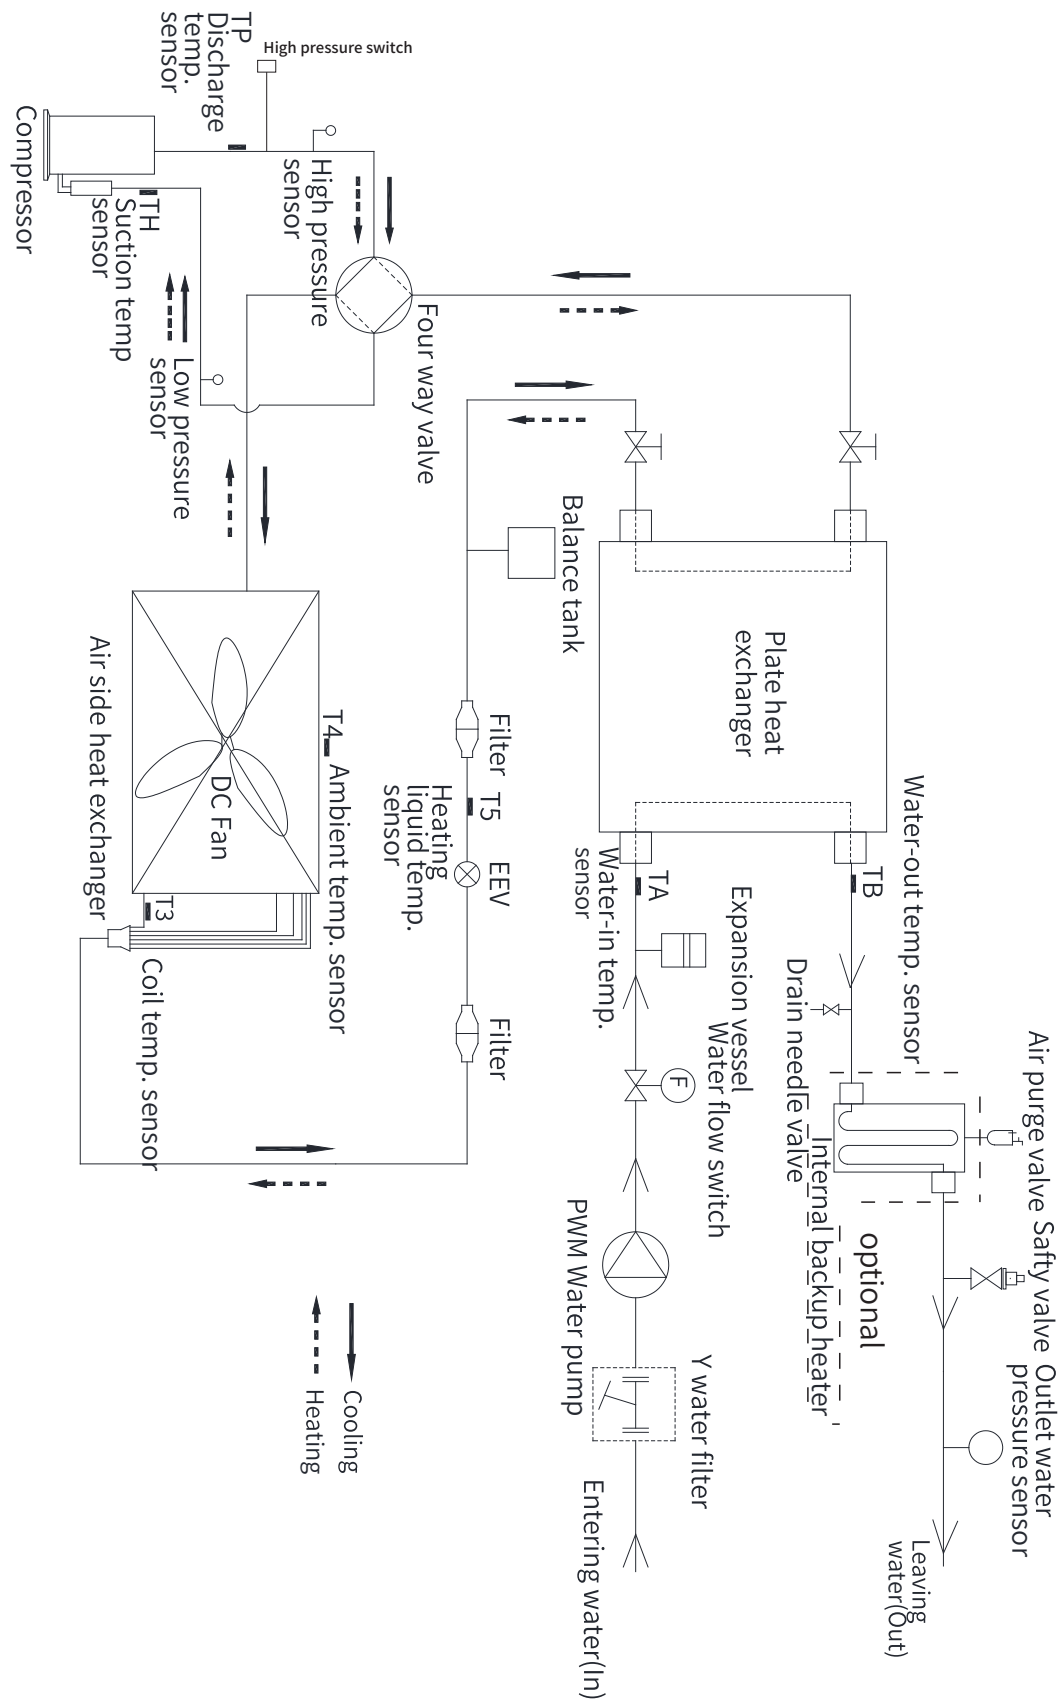 High pressure switch
TP
Discharge
temp.
sensor
Compressor
High pressure
sensor
TH
Suction temp
sensor
Low pressure
sensor
Four way valve
Balance tank
Plate heat
exchanger
Air side heat exchanger
DC Fan
T4
Ambient temp. sensor
T3
Coil temp. sensor
Filter
T5
Heating
liquid temp.
sensor
EEV
Filter
Water-out temp. sensor
TB
TA
Water-in temp.
sensor
Expansion vessel
Drain needle valve
Water flow switch
F
Air purge valve
Internal backup heater
optional
Safty valve
Outlet water
pressure sensor
PWM Water pump
Y water filter
Entering water(In)
Leaving
water(Out)
Cooling
Heating